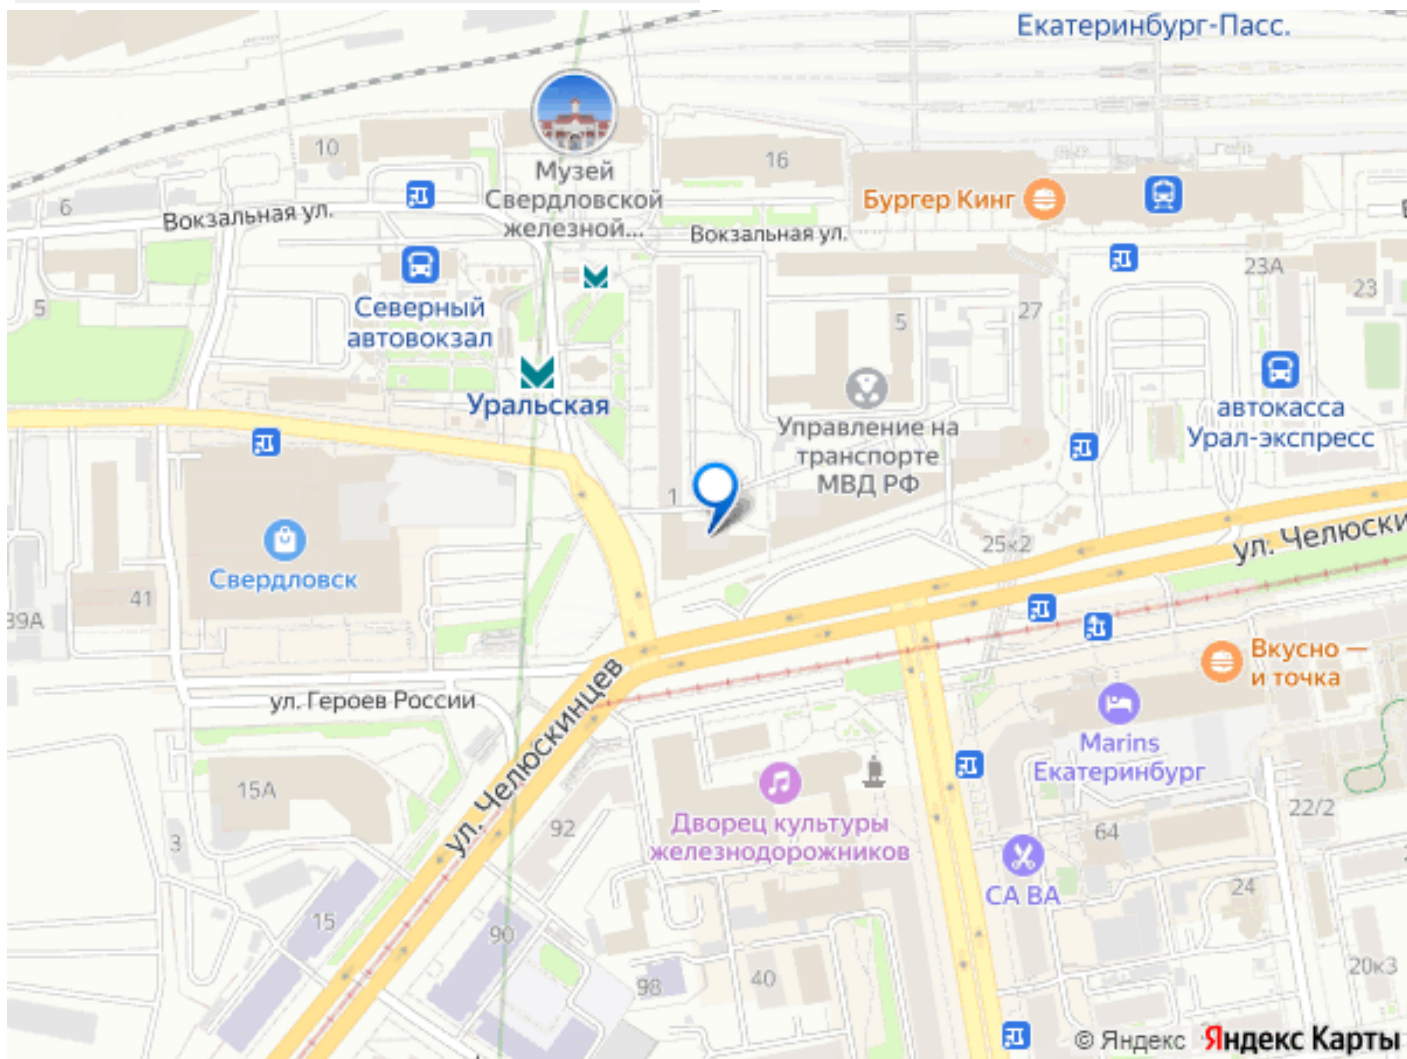 Екатеринбург-Пасс.
10
16
Музей
Свердловской
железной...
6
Вокзальная ул.
Бургер Кинг
Вокзальная ул.
23А
23
5
Северный
автовокзал
5
27
Уральская
автокасса
Урал-экспресс
Управление на
транспорте
МВД РФ
1
25к2
ул. Челюски
Свердловск
41
39А
Вкусно —
и точка
ул. Героев России
ул. Челюскинцев
Marins
Екатеринбург
15А
3
92
Дворец культуры
железнодорожников
22/2
64
СА ВА
24
15
90
98
40
20к3
© Яндекс Яндекс Карты